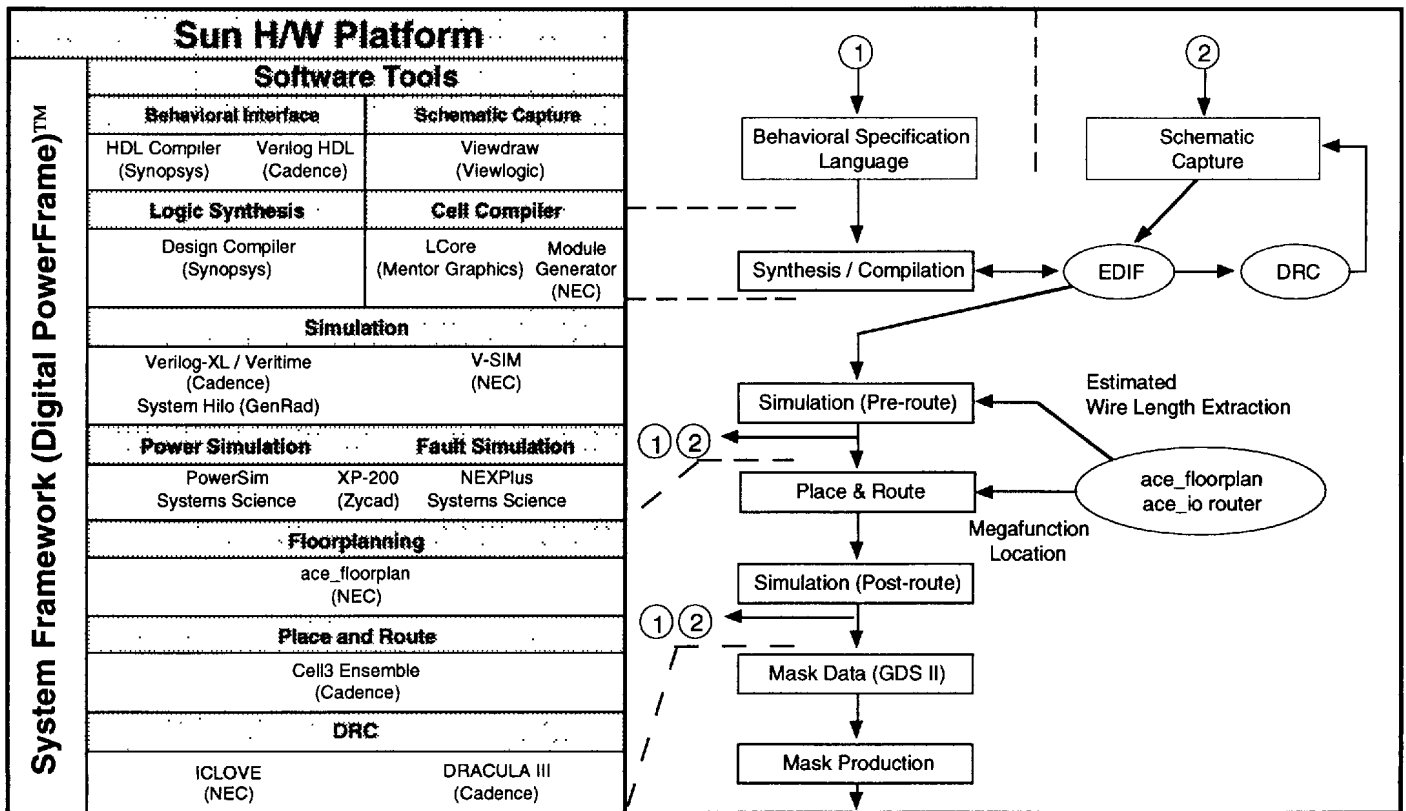 Sun H/W Platform
System Framework (Digital PowerFrame)™
Software Tools
Behavioral Interface
Schematic Capture
HDL Compiler
(Synopsys)
Verilog HDL
(Cadence)
Viewdraw
(Viewlogic)
Logic Synthesis
Cell Compiler
Design Compiler
(Synopsys)
LCore
(Mentor Graphics)
Module
Generator
(NEC)
Simulation
Verilog-XL / Veritime
(Cadence)
System Hilo (GenRad)
V-SIM
(NEC)
Power Simulation
Fault Simulation
PowerSim
Systems Science
XP-200
(Zycad)
NEXPlus
Systems Science
Floorplanning
ace_floorplan
(NEC)
Place and Route
Cell3 Ensemble
(Cadence)
DRC
ICLOVE
(NEC)
DRACULA III
(Cadence)
1
2
Behavioral Specification
Language
Schematic
Capture
Synthesis / Compilation
EDIF
DRC
Simulation (Pre-route)
Estimated
Wire Length Extraction
1 2
Place & Route
ace_floorplan
ace_io router
Megafunction
Location
Simulation (Post-route)
1 2
Mask Data (GDS II)
Mask Production